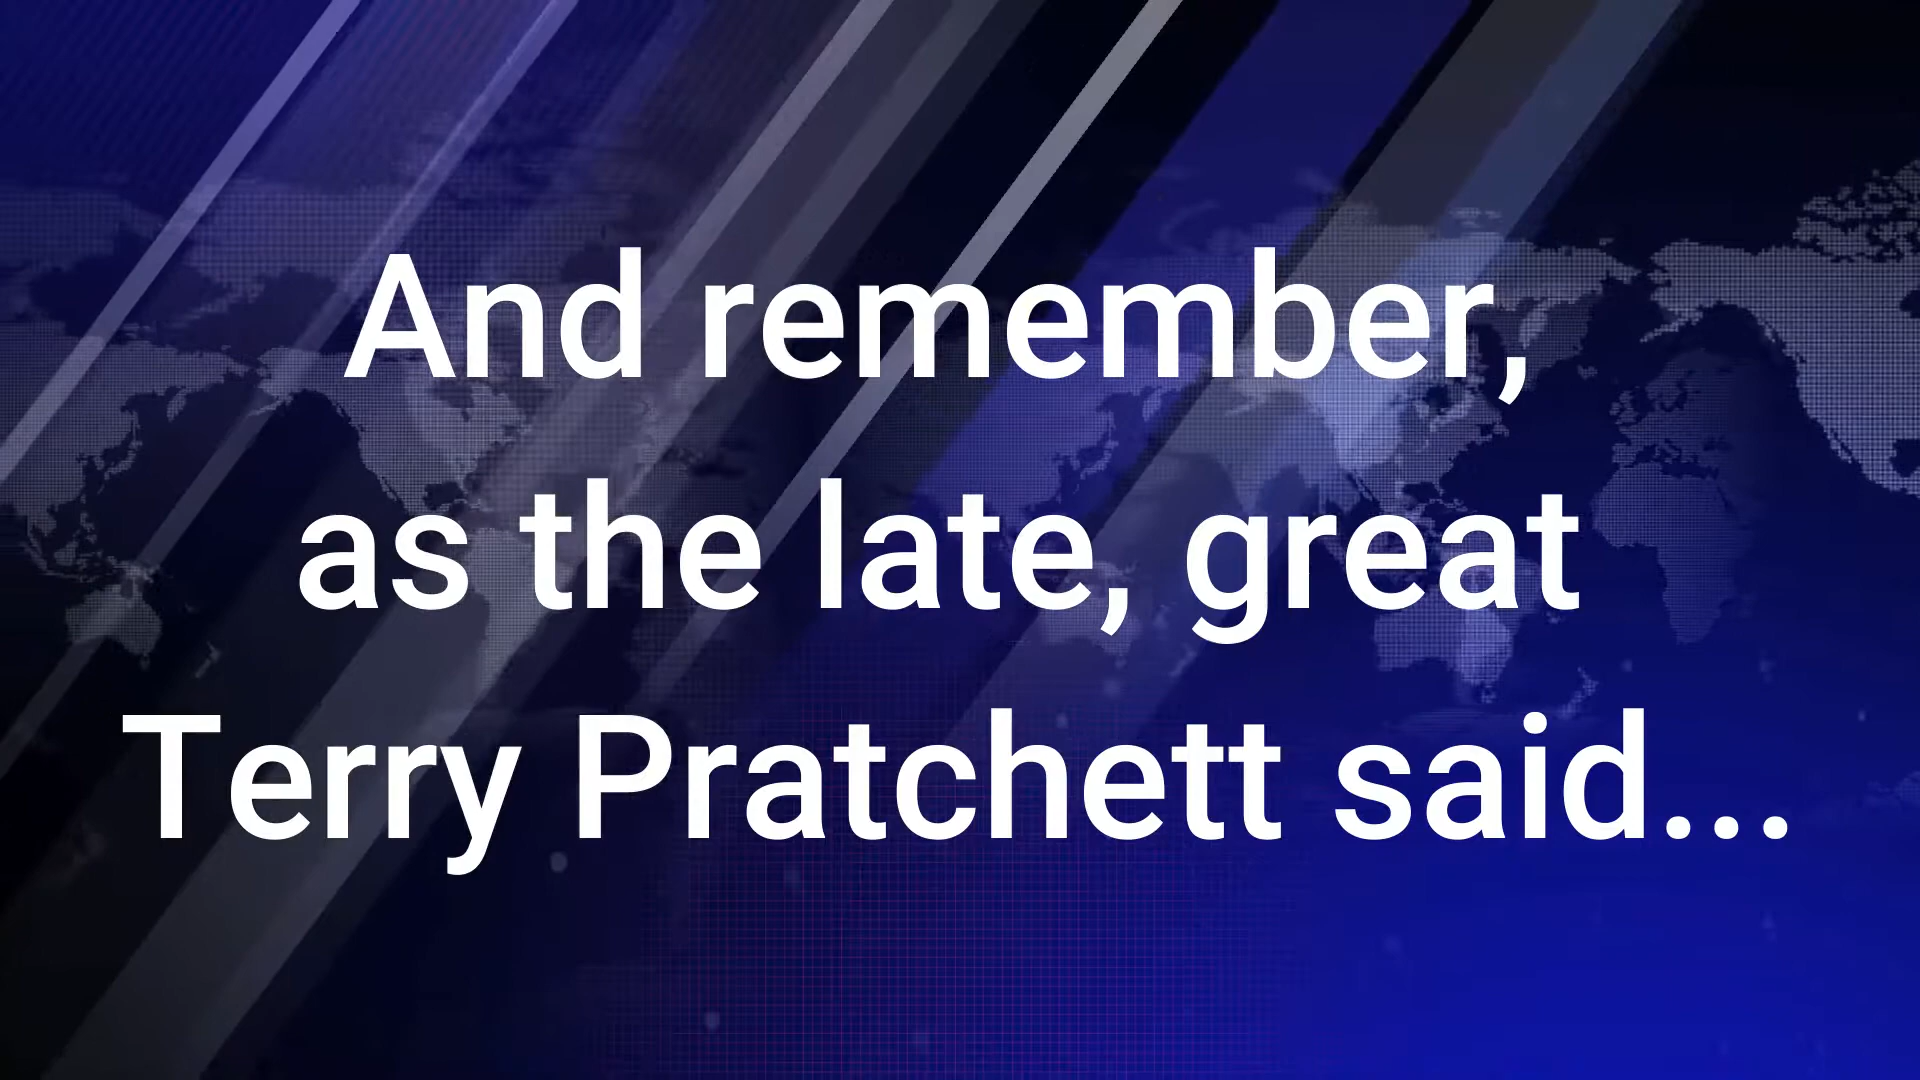 And remember,
as the late, great
Terry Pratchett said...